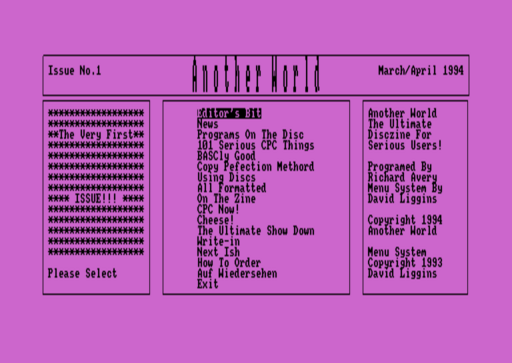 Issue No.1
Another World
March/April 1994
******************
******************
**The Very First**
******************
******************
******************
******************
******************
**** ISSUE!!! ****
******************
******************
******************
******************
******************
Please Select
Editor's Bit
News
Programs On The Disc
101 Serious CPC Things
BASCly Good
Copy Pefection Methord
Using Discs
All Formatted
On The Zine
CPC Now!
Cheese!
The Ultimate Show Down
Write-in
Next Ish
How To Order
Auf Wiedersehen
Exit
Another World
The Ultimate
Disczine For
Serious Users!
Programed By
Richard Avery
Menu System By
David Liggins
Copyright 1994
Another World
Menu System
Copyright 1993
David Liggins